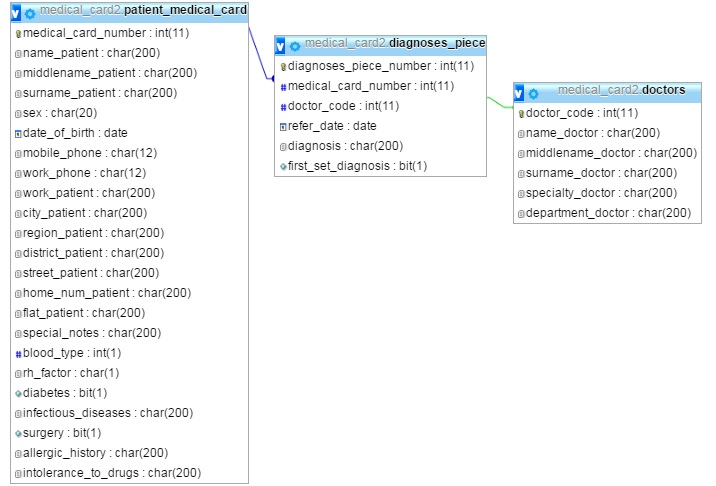 medical_card2.patient_medical_card
medical_card_number : int(11)
name_patient : char(200)
middlename_patient : char(200)
surname_patient : char(200)
sex : char(20)
date_of_birth : date
mobile_phone : char(12)
work_phone : char(12)
work_patient : char(200)
city_patient : char(200)
region_patient : char(200)
district_patient : char(200)
street_patient : char(200)
home_num_patient : char(200)
flat_patient : char(200)
special_notes : char(200)
# blood_type : int(1)
rh_factor : char(1)
diabetes : bit(1)
infectious_diseases : char(200)
surgery : bit(1)
allergic_history : char(200)
intolerance_to_drugs : char(200)
v medical_card2.diagnoses_piece
diagnoses_piece_number : int(11)
# medical_card_number : int(11)
# doctor_code : int(11)
refer_date : date
diagnosis : char(200)
first_set_diagnosis : bit(1)
v medical_card2.doctors
doctor_code : int(11)
name_doctor : char(200)
middlename_doctor : char(200)
surname_doctor : char(200)
specialty_doctor : char(200)
department_doctor : char(200)